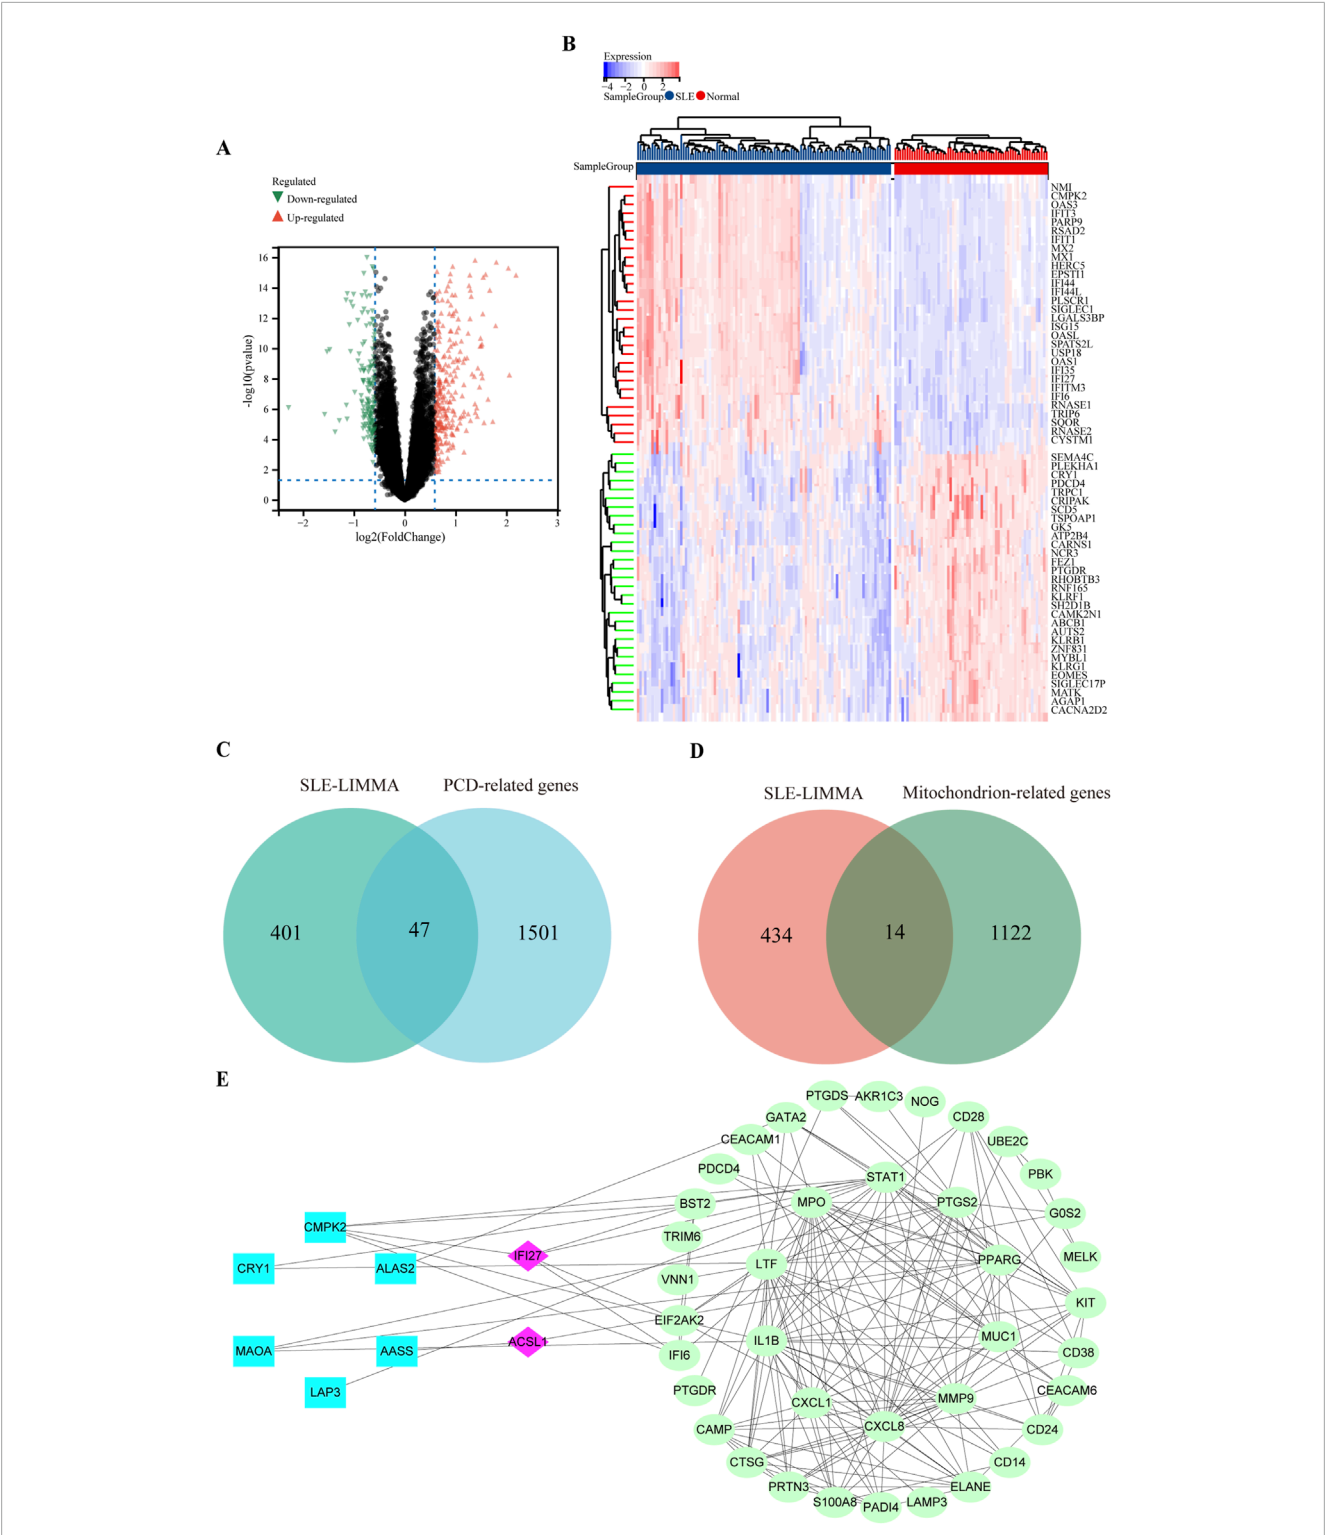 A
Regulated
Down-regulated
Up-regulated
-log10(pvalue)
16
14
12
10
8
6
4
2
0
−2
−1
0
1
2
3
log2(FoldChange)
B
Expression
−4
−2
0
2
SampleGroup
SLE
Normal
SampleGroup
NMI
CMPK2
OAS3
IFIT3
PARP9
RSAD2
IFIT1
MX2
MX1
HERC5
EPSTI1
IFI44
IFI44L
PLSCR1
SIGLEC1
LGALS3BP
ISG15
OASL
SPATS2L
USP18
OAS1
IFI35
IFI27
IFITM3
IFI6
RNASE1
TRIP6
SQOR
RNASE2
CYSTM1
SEMA4C
PLEKHA1
CRY1
PDCD4
TRPC1
CRIPAK
SCD5
TSPOAP1
GK5
ATP2B4
CARNS1
NCR3
FEZ1
PTGDR
RHOBTB3
RNF165
KLRF1
SH2D1B
CAMK2N1
ABCB1
AUTS2
KLRB1
ZNF831
MYBL1
KLRG1
EOMES
SIGLEC17P
MATK
AGAP1
CACNA2D2
C
SLE-LIMMA
PCD-related genes
401
47
1501
D
SLE-LIMMA
Mitochondrion-related genes
434
14
1122
E
PTGDS
AKR1C3
NOG
GATA2
CD28
CEACAM1
UBE2C
PDCD4
STAT1
PBK
BST2
MPO
PTGS2
G0S2
CMPK2
TRIM6
IFI27
MELK
CRY1
ALAS2
LTF
PPARG
VNN1
KIT
EIF2AK2
MUC1
IL1B
ACSL1
MAOA
AASS
IFI6
CD38
LAP3
PTGDR
CEACAM6
CXCL1
MMP9
CAMP
CXCL8
CD24
CTSG
CD14
PRTN3
ELANE
S100A8
PADI4
LAMP3